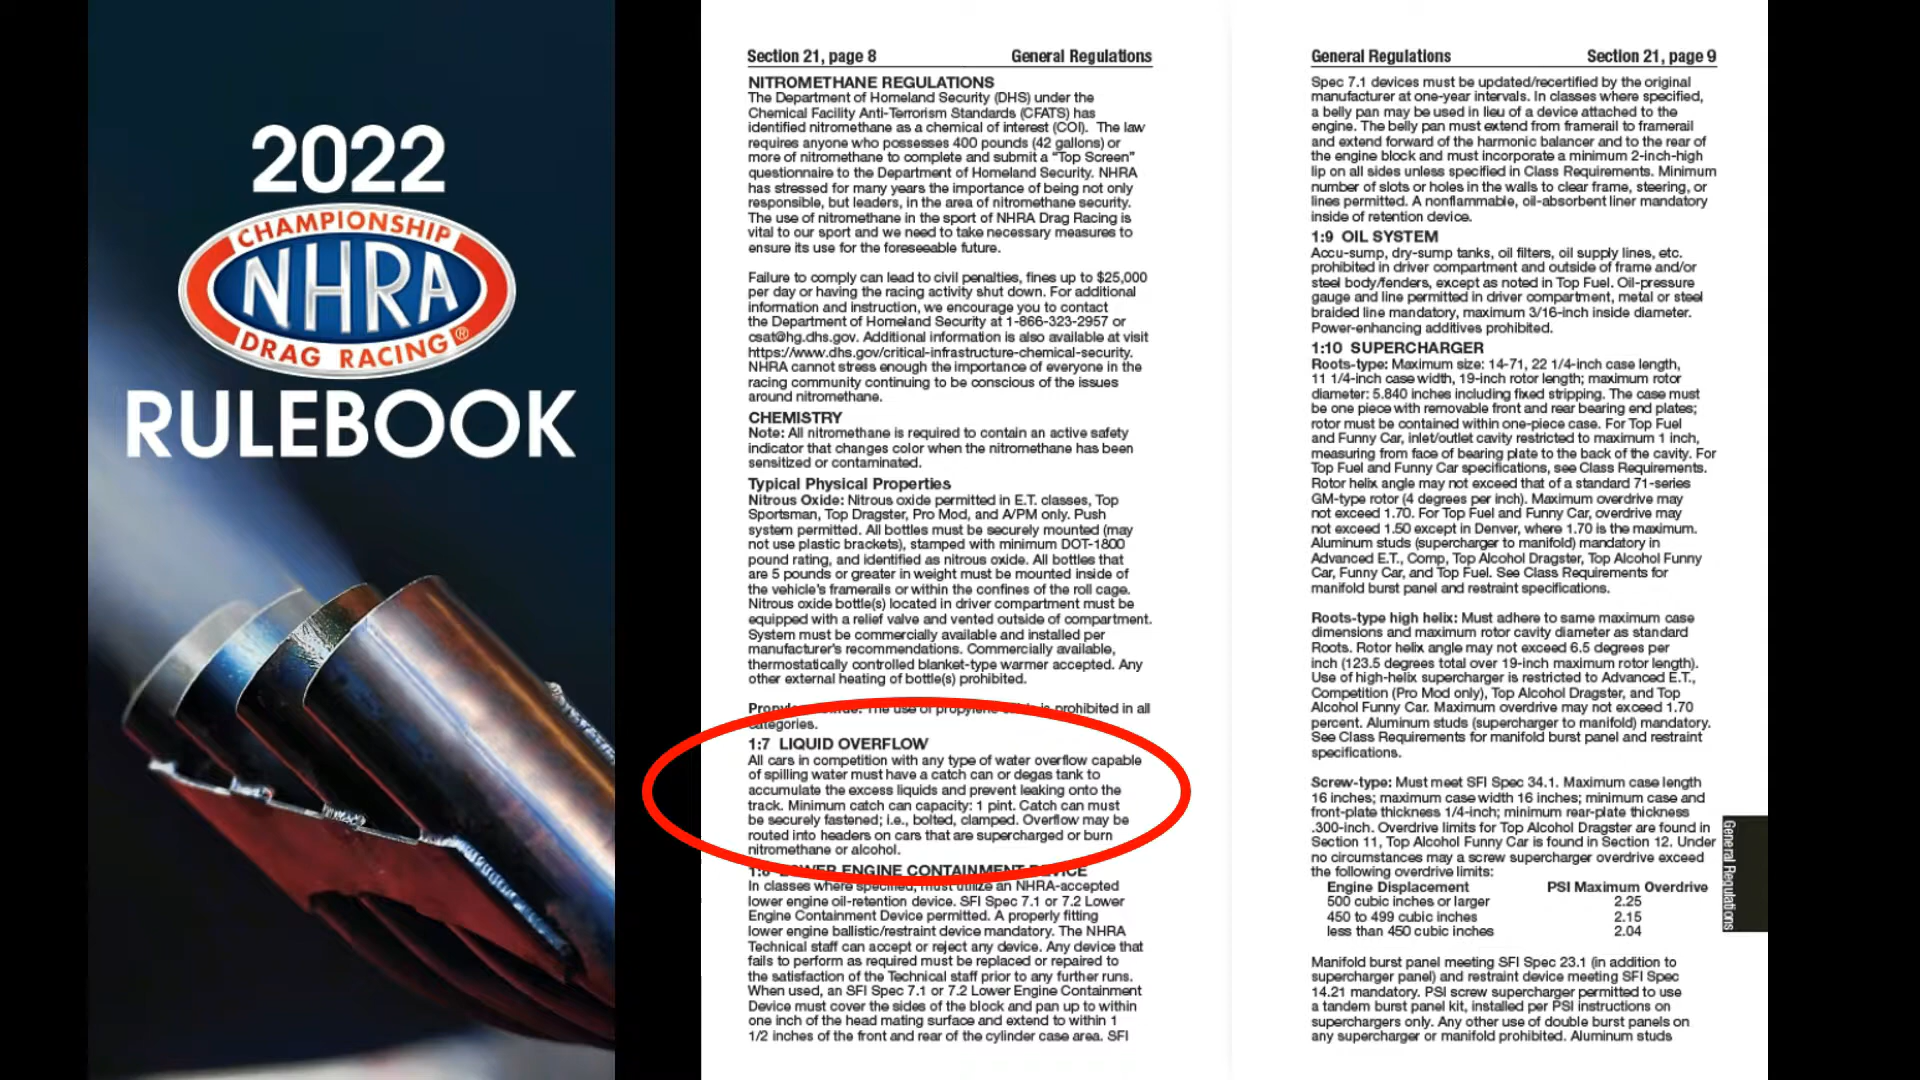 2022
CHAMPIONSHIP
NHRA
DRAG RACING®
RULEBOOK
Section 21, page 8 General Regulations
NITROMETHANE REGULATIONS
The Department of Homeland Security (DHS) under the
Chemical Facility Anti-Terrorism Standards (CFATS) has
identified nitromethane as a chemical of interest (COI). The law
requires anyone who possesses 400 pounds (42 gallons) or
more of nitromethane to complete and submit a "Top Screen"
questionnaire to the Department of Homeland Security. NHRA
has stressed for many years the importance of being not only
responsible, but leaders, in the area of nitromethane security.
The use of nitromethane in the sport of NHRA Drag Racing is
vital to our sport and we need to take necessary measures to
ensure its use for the foreseeable future.
Failure to comply can lead to civil penalties, fines up to $25,000
per day or having the racing activity shut down. For additional
information and instruction, we encourage you to contact
the Department of Homeland Security at 1-866-323-2957 or
csat@hg.dhs.gov. Additional information is also available at visit
https://www.dhs.gov/critical-infrastructure-chemical-security.
NHRA cannot stress enough the importance of everyone in the
racing community continuing to be conscious of the issues
around nitromethane.
CHEMISTRY
Note: All nitromethane is required to contain an active safety
indicator that changes color when the nitromethane has been
sensitized or contaminated.
Typical Physical Properties
Nitrous Oxide: Nitrous oxide permitted in E.T. classes, Top
Sportsman, Top Dragster, Pro Mod, and A/PM only. Push
system permitted. All bottles must be securely mounted (may
not use plastic brackets), stamped with minimum DOT-1800
pound rating, and identified as nitrous oxide. All bottles that
are 5 pounds or greater in weight must be mounted inside of
the vehicle's framerails or within the confines of the roll cage.
Nitrous oxide bottle(s) located in driver compartment must be
equipped with a relief valve and vented outside of compartment.
System must be commercially available and installed per
manufacturer's recommendations. Commercially available,
thermostatically controlled blanket-type warmer accepted. Any
other external heating of bottle(s) prohibited.
Propylene Oxide: The use of propylene oxide is prohibited in all
categories.
1:7 LIQUID OVERFLOW
All cars in competition with any type of water overflow capable
of spilling water must have a catch can or degas tank to
accumulate the excess liquids and prevent leaking onto the
track. Minimum catch can capacity: 1 pint. Catch can must
be securely fastened; i.e., bolted, clamped. Overflow may be
routed into headers on cars that are supercharged or burn
nitromethane or alcohol.
1:8 LOWER ENGINE CONTAINMENT DEVICE
In classes where specified, must utilize an NHRA-accepted
lower engine oil-retention device. SFI Spec 7.1 or 7.2 Lower
Engine Containment Device permitted. A properly fitting
lower engine ballistic/restraint device mandatory. The NHRA
Technical staff can accept or reject any device. Any device that
fails to perform as required must be replaced or repaired to
the satisfaction of the Technical staff prior to any further runs.
When used, an SFI Spec 7.1 or 7.2 Lower Engine Containment
Device must cover the sides of the block and pan up to within
one inch of the head mating surface and extend to within 1
1/2 inches of the front and rear of the cylinder case area. SFI
General Regulations Section 21, page 9
Spec 7.1 devices must be updated/recertified by the original
manufacturer at one-year intervals. In classes where specified,
a belly pan may be used in lieu of a device attached to the
engine. The belly pan must extend from framerail to framerail
and extend forward of the harmonic balancer and to the rear of
the engine block and must incorporate a minimum 2-inch-high
lip on all sides unless specified in Class Requirements. Minimum
number of slots or holes in the walls to clear frame, steering, or
lines permitted. A nonflammable, oil-absorbent liner mandatory
inside of retention device.
1:9 OIL SYSTEM
Accu-sump, dry-sump tanks, oil filters, oil supply lines, etc.
prohibited in driver compartment and outside of frame and/or
steel body/fenders, except as noted in Top Fuel. Oil-pressure
gauge and line permitted in driver compartment, metal or steel
braided line mandatory, maximum 3/16-inch inside diameter.
Power-enhancing additives prohibited.
1:10 SUPERCHARGER
Roots-type: Maximum size: 14-71, 22 1/4-inch case length,
11 1/4-inch case width, 19-inch rotor length; maximum rotor
diameter: 5.840 inches including fixed stripping. The case must
be one piece with removable front and rear bearing end plates;
rotor must be contained within one-piece case. For Top Fuel
and Funny Car, inlet/outlet cavity restricted to maximum 1 inch,
measuring from face of bearing plate to the back of the cavity. For
Top Fuel and Funny Car specifications, see Class Requirements.
Rotor helix angle may not exceed that of a standard 71-series
GM-type rotor (4 degrees per inch). Maximum overdrive may
not exceed 1.70. For Top Fuel and Funny Car, overdrive may
not exceed 1.50 except in Denver, where 1.70 is the maximum.
Aluminum studs (supercharger to manifold) mandatory in
Advanced E.T., Comp, Top Alcohol Dragster, Top Alcohol Funny
Car, Funny Car, and Top Fuel. See Class Requirements for
manifold burst panel and restraint specifications.
Roots-type high helix: Must adhere to same maximum case
dimensions and maximum rotor cavity diameter as standard
Roots. Rotor helix angle may not exceed 6.5 degrees per
inch (123.5 degrees total over 19-inch maximum rotor length).
Use of high-helix supercharger is restricted to Advanced E.T.,
Competition (Pro Mod only), Top Alcohol Dragster, and Top
Alcohol Funny Car. Maximum overdrive may not exceed 1.70
percent. Aluminum studs (supercharger to manifold) mandatory.
See Class Requirements for manifold burst panel and restraint
specifications.
Screw-type: Must meet SFI Spec 34.1. Maximum case length
16 inches; maximum case width 16 inches; minimum case and
front-plate thickness 1/4-inch; minimum rear-plate thickness
.300-inch. Overdrive limits for Top Alcohol Dragster are found in
Section 11, Top Alcohol Funny Car is found in Section 12. Under
no circumstances may a screw supercharger overdrive exceed
the following overdrive limits:
Engine Displacement PSI Maximum Overdrive
500 cubic inches or larger 2.25
450 to 499 cubic inches 2.15
less than 450 cubic inches 2.04
Manifold burst panel meeting SFI Spec 23.1 (in addition to
supercharger panel) and restraint device meeting SFI Spec
14.21 mandatory. PSI screw supercharger permitted to use
a tandem burst panel kit, installed per PSI instructions on
superchargers only. Any other use of double burst panels on
any supercharger or manifold prohibited. Aluminum studs
General Regulations